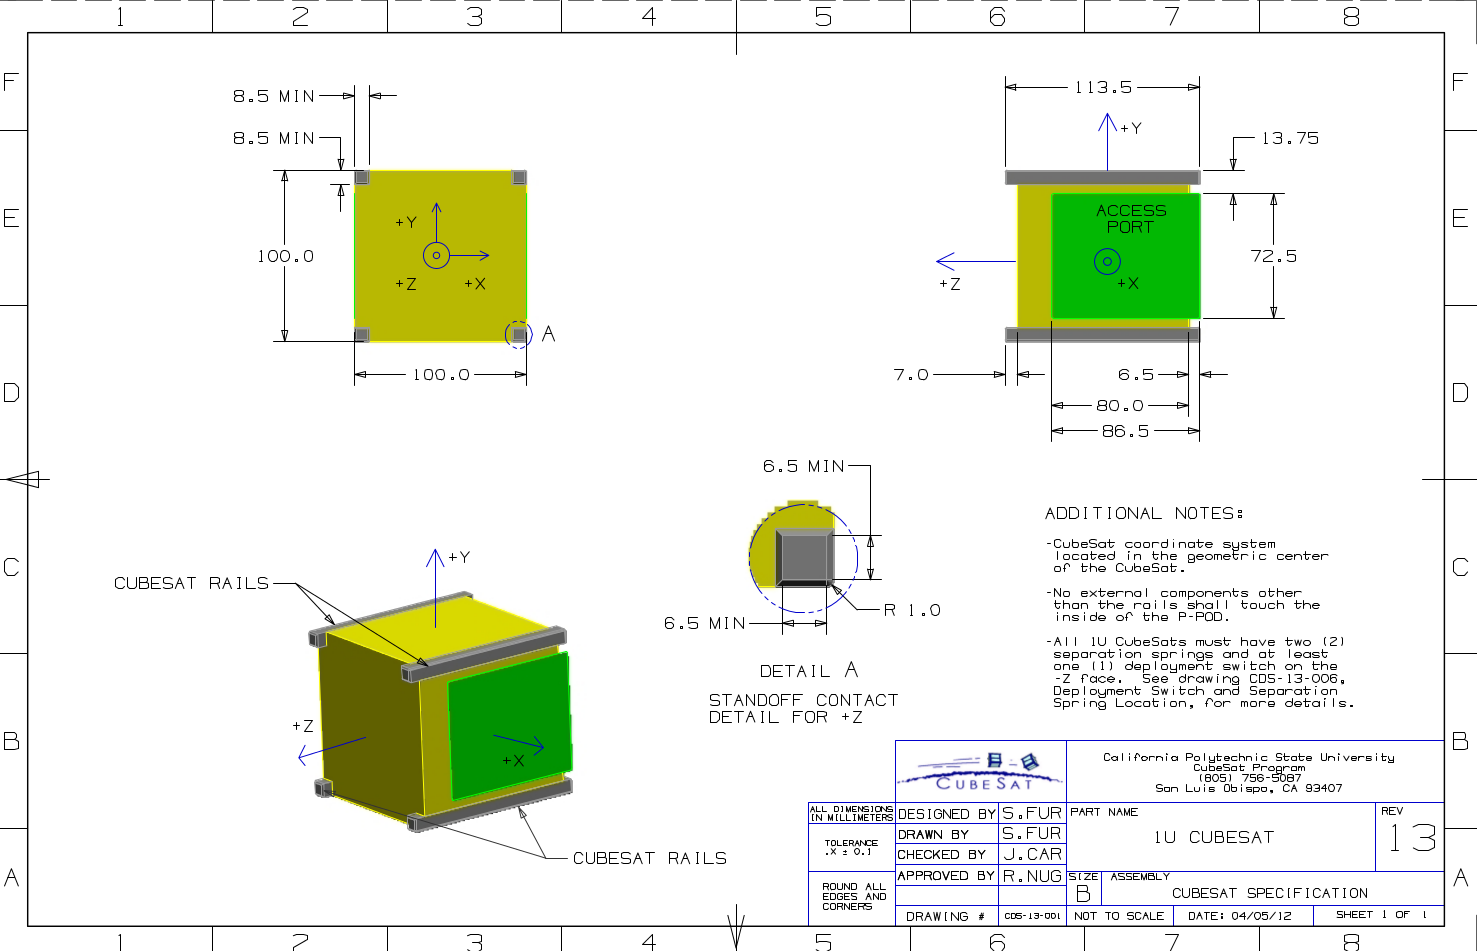 1 2 3 4 5 6 7 8
F
F
8.5 MIN
8.5 MIN
113.5
+Y
13.75
E
E
+Y
100.0
+Z
+X
ACCESS
PORT
72.5
+Z
+X
A
D
D
100.0
7.0
6.5
80.0
86.5
6.5 MIN
ADDITIONAL NOTES:
-CubeSat coordinate system
located in the geometric center
of the CubeSat.
-No external components other
than the rails shall touch the
inside of the P-POD.
-All 1U CubeSats must have two (2)
separation springs and at least
one (1) deployment switch on the
-Z face. See drawing CDS-13-006,
Deployment Switch and Separation
Spring Location, for more details.
C
C
+Y
CUBESAT RAILS
R 1.0
6.5 MIN
DETAIL A
STANDOFF CONTACT
DETAIL FOR +Z
+Z
+X
B
B
CUBESAT RAILS
CUBESAT
California Polytechnic State University
CubeSat Program
(805) 756-5087
San Luis Obispo, CA 93407
ALL DIMENSIONS
IN MILLIMETERS
TOLERANCE
.X ± 0.1
ROUND ALL
EDGES AND
CORNERS
DESIGNED BY S.FUR
DRAWN BY S.FUR
CHECKED BY J.CAR
APPROVED BY R.NUG
DRAWING # CDS-13-001
PART NAME
1U CUBESAT
REV
13
SIZE
B
ASSEMBLY
CUBESAT SPECIFICATION
NOT TO SCALE DATE: 04/05/12 SHEET 1 OF 1
A
A
1 2 3 4 5 6 7 8